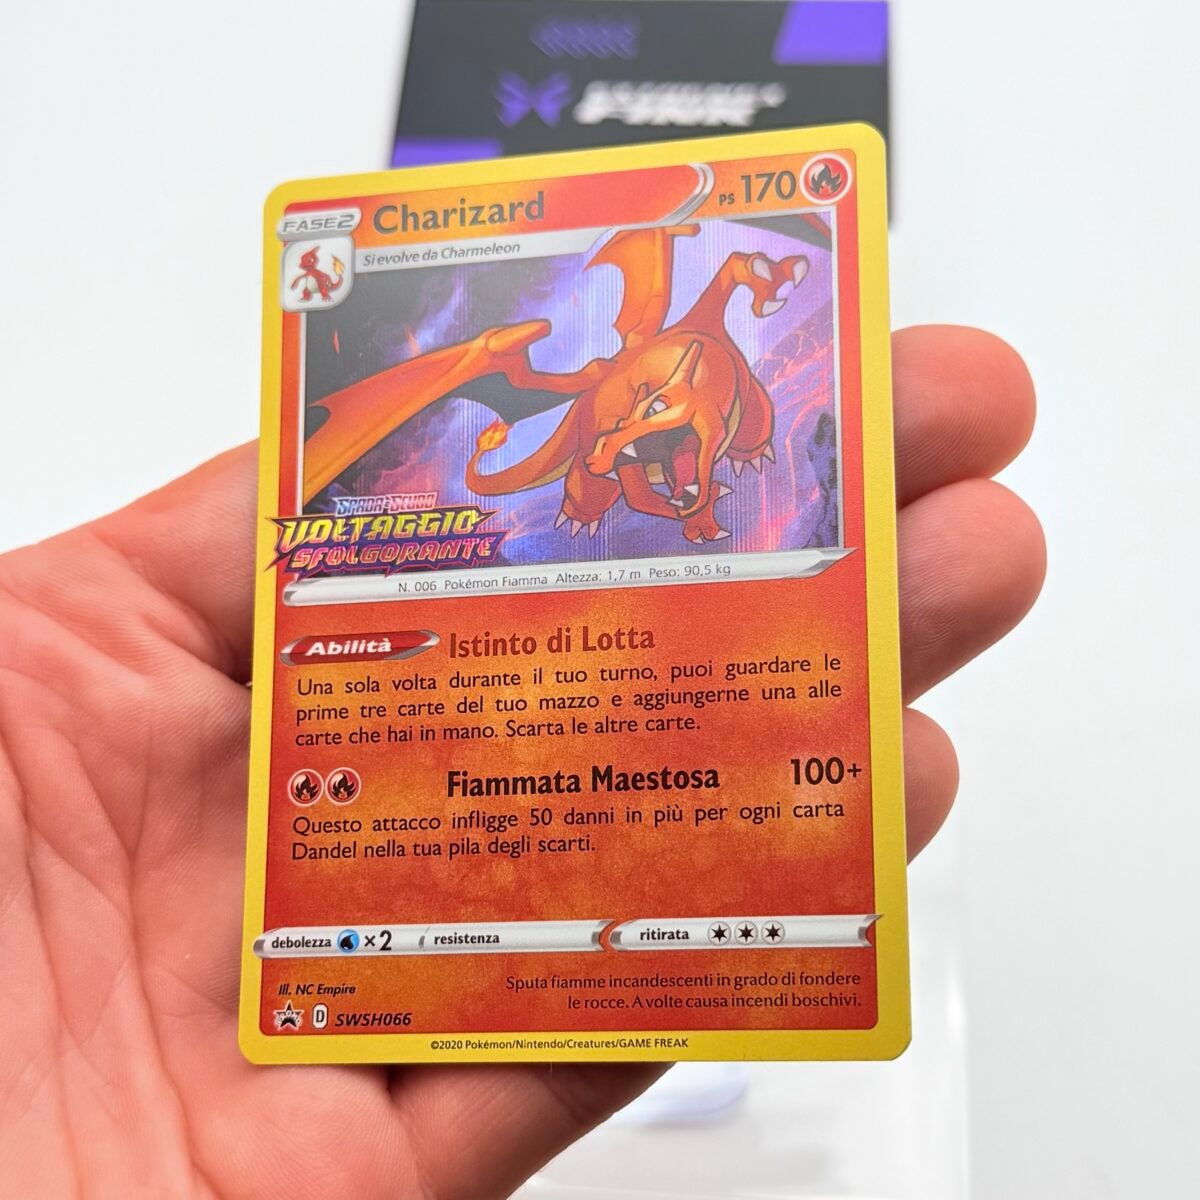 FASE2
Charizard
PS 170
Si evolve da Charmeleon
SPADA E SCUDO
VOLTAGGIO
SFOLGORANTE
N. 006 Pokémon Fiamma Altezza: 1,7 m Peso: 90,5 kg
Abilità Istinto di Lotta
Una sola volta durante il tuo turno, puoi guardare le
prime tre carte del tuo mazzo e aggiungerne una alle
carte che hai in mano. Scarta le altre carte.
Fiammata Maestosa 100+
Questo attacco infligge 50 danni in più per ogni carta
Dandel nella tua pila degli scarti.
debolezza ×2 resistenza ritirata
Ill. NC Empire
Sputa fiamme incandescenti in grado di fondere
le rocce. A volte causa incendi boschivi.
PROMO D SWSH066
©2020 Pokémon/Nintendo/Creatures/GAME FREAK